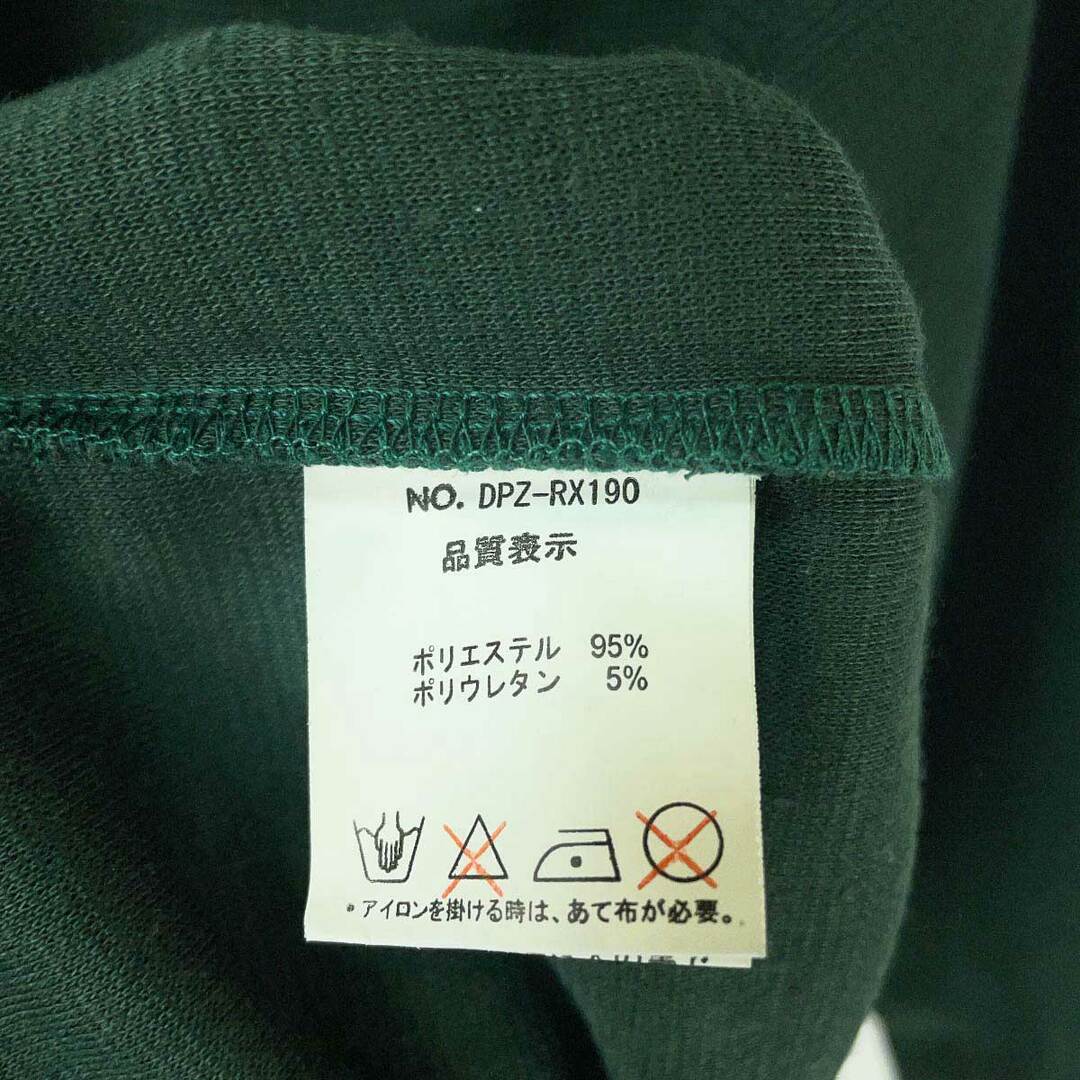 NO. DPZ-RX190
品質表示
ポリエステル 95%
ポリウレタン 5%
*アイロンを掛ける時は、あて布が必要。